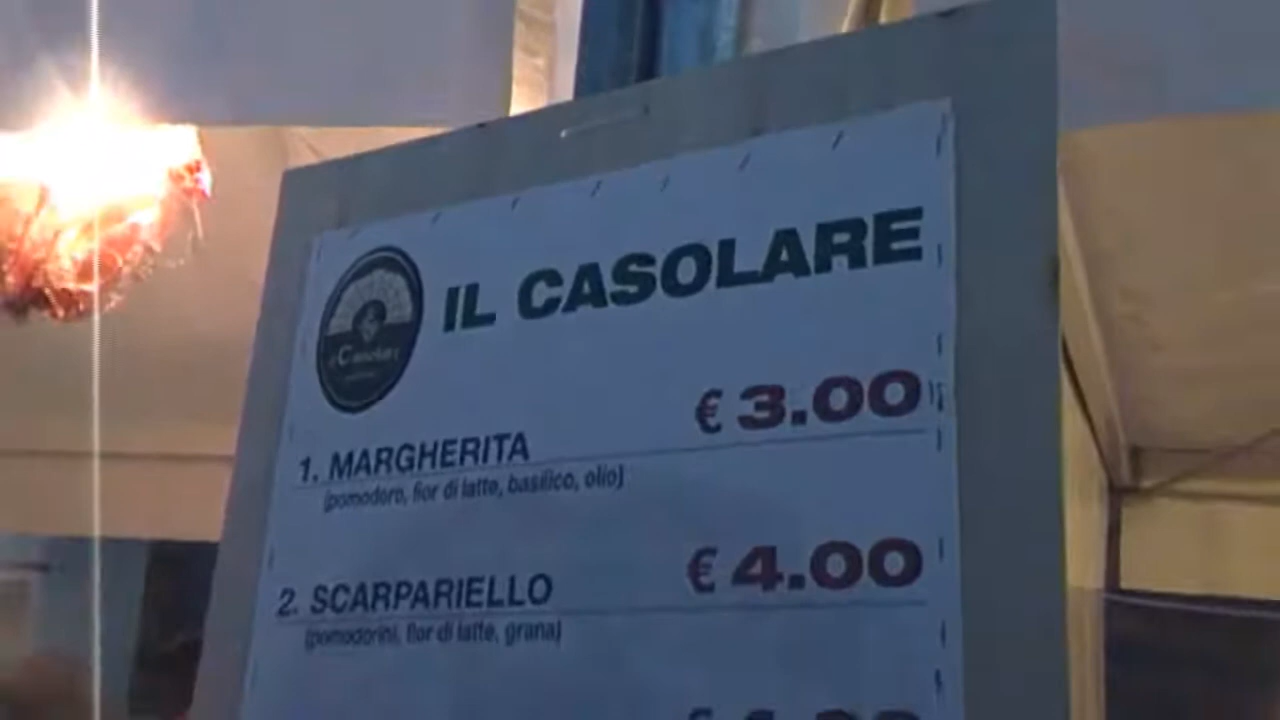 IL CASOLARE
€ 3.00
1. MARGHERITA
(pomodoro, fior di latte, basilico, olio)
€ 4.00
2. SCARPARIELLO
(pomodorini, fior di latte, grana)